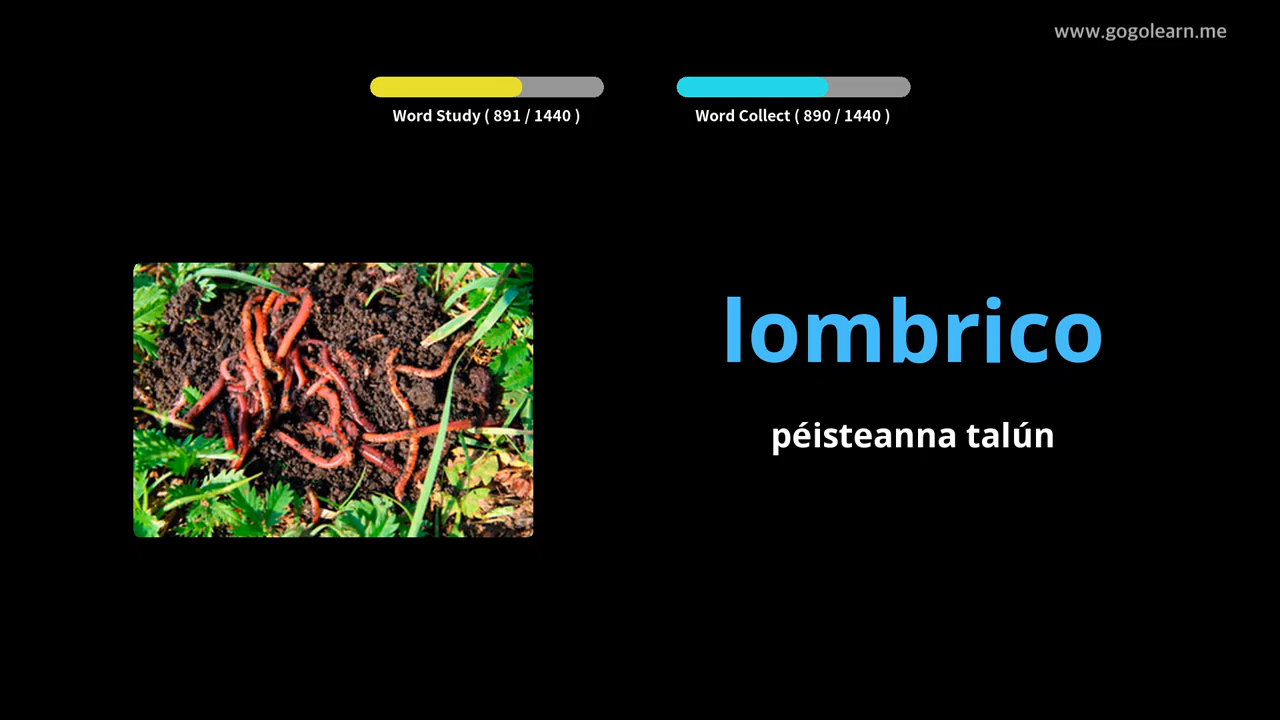 www.gogolearn.me
Word Study ( 891 / 1440 )
Word Collect ( 890 / 1440 )
lombrico
péisteanna talún